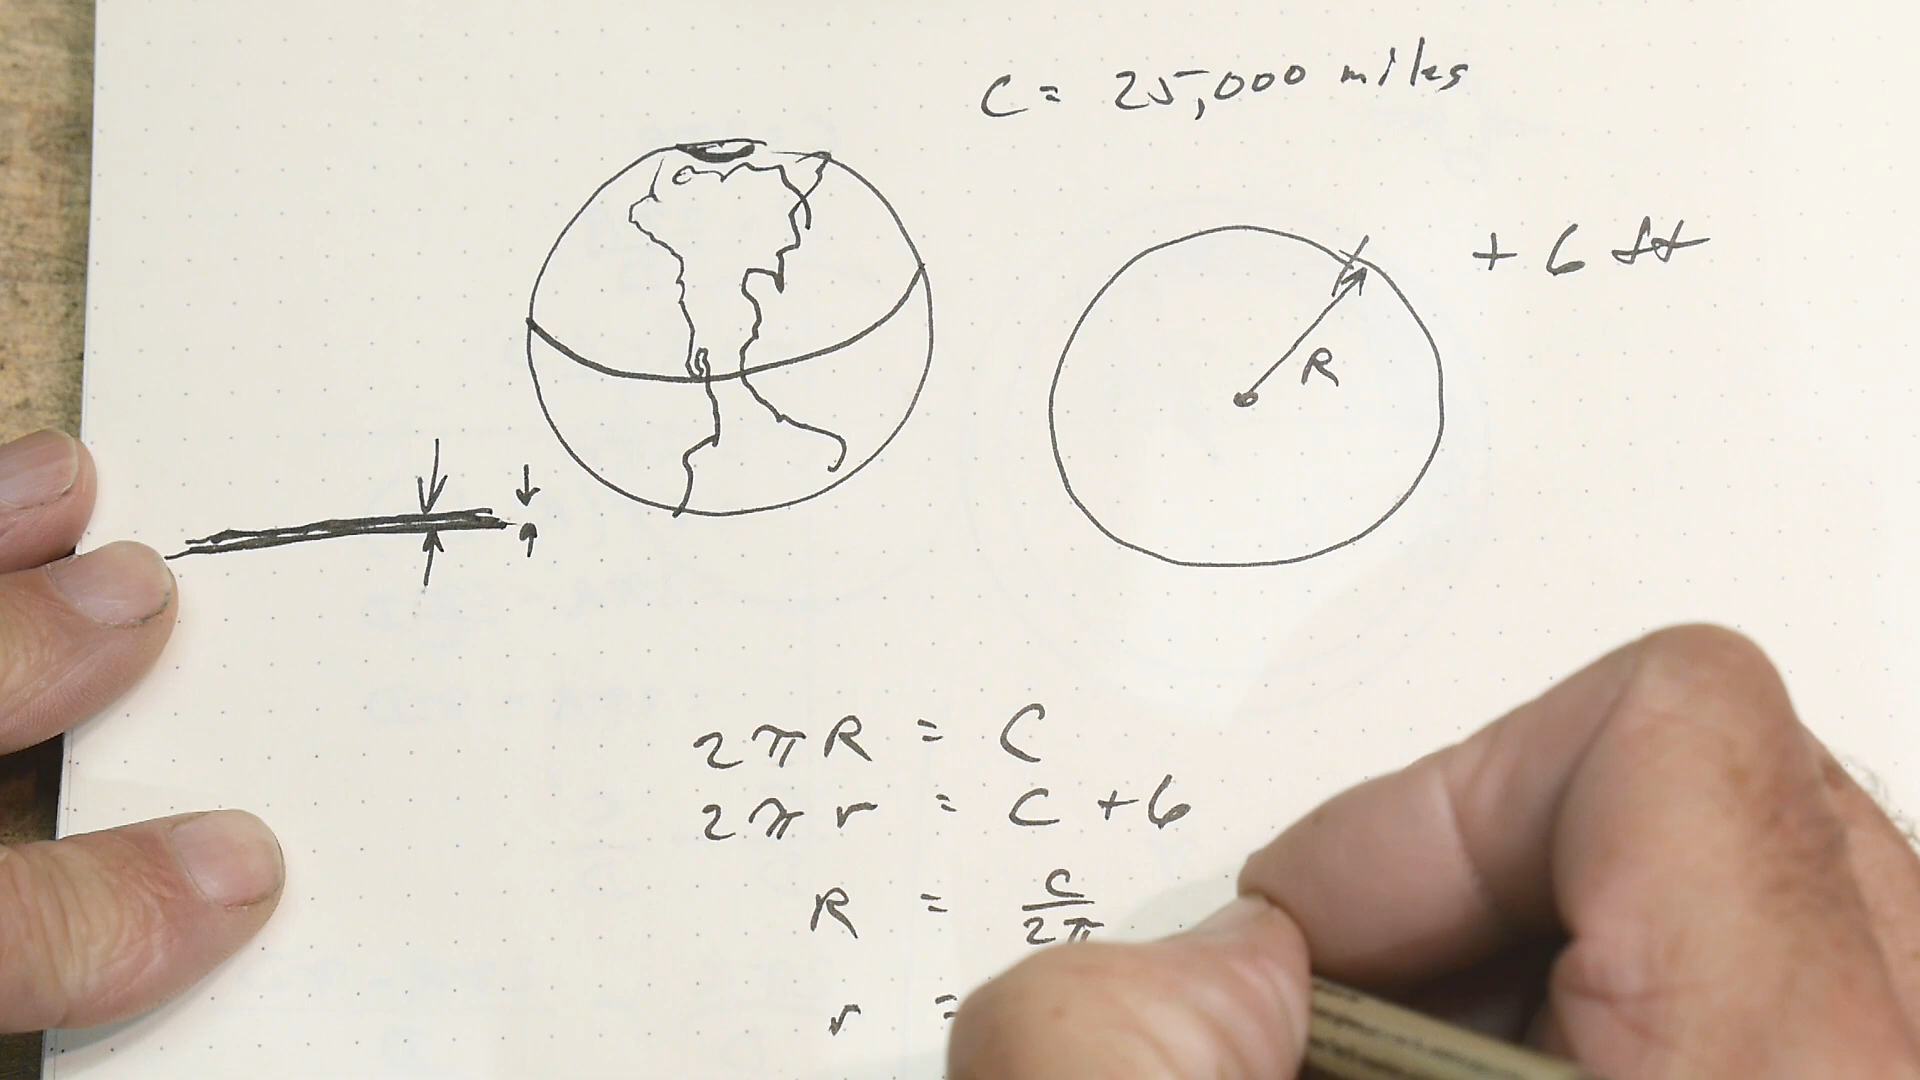 C = 25,000 miles
+ 6 ft
R
2πR = C
2πr = C + 6
R = C/2π
r =